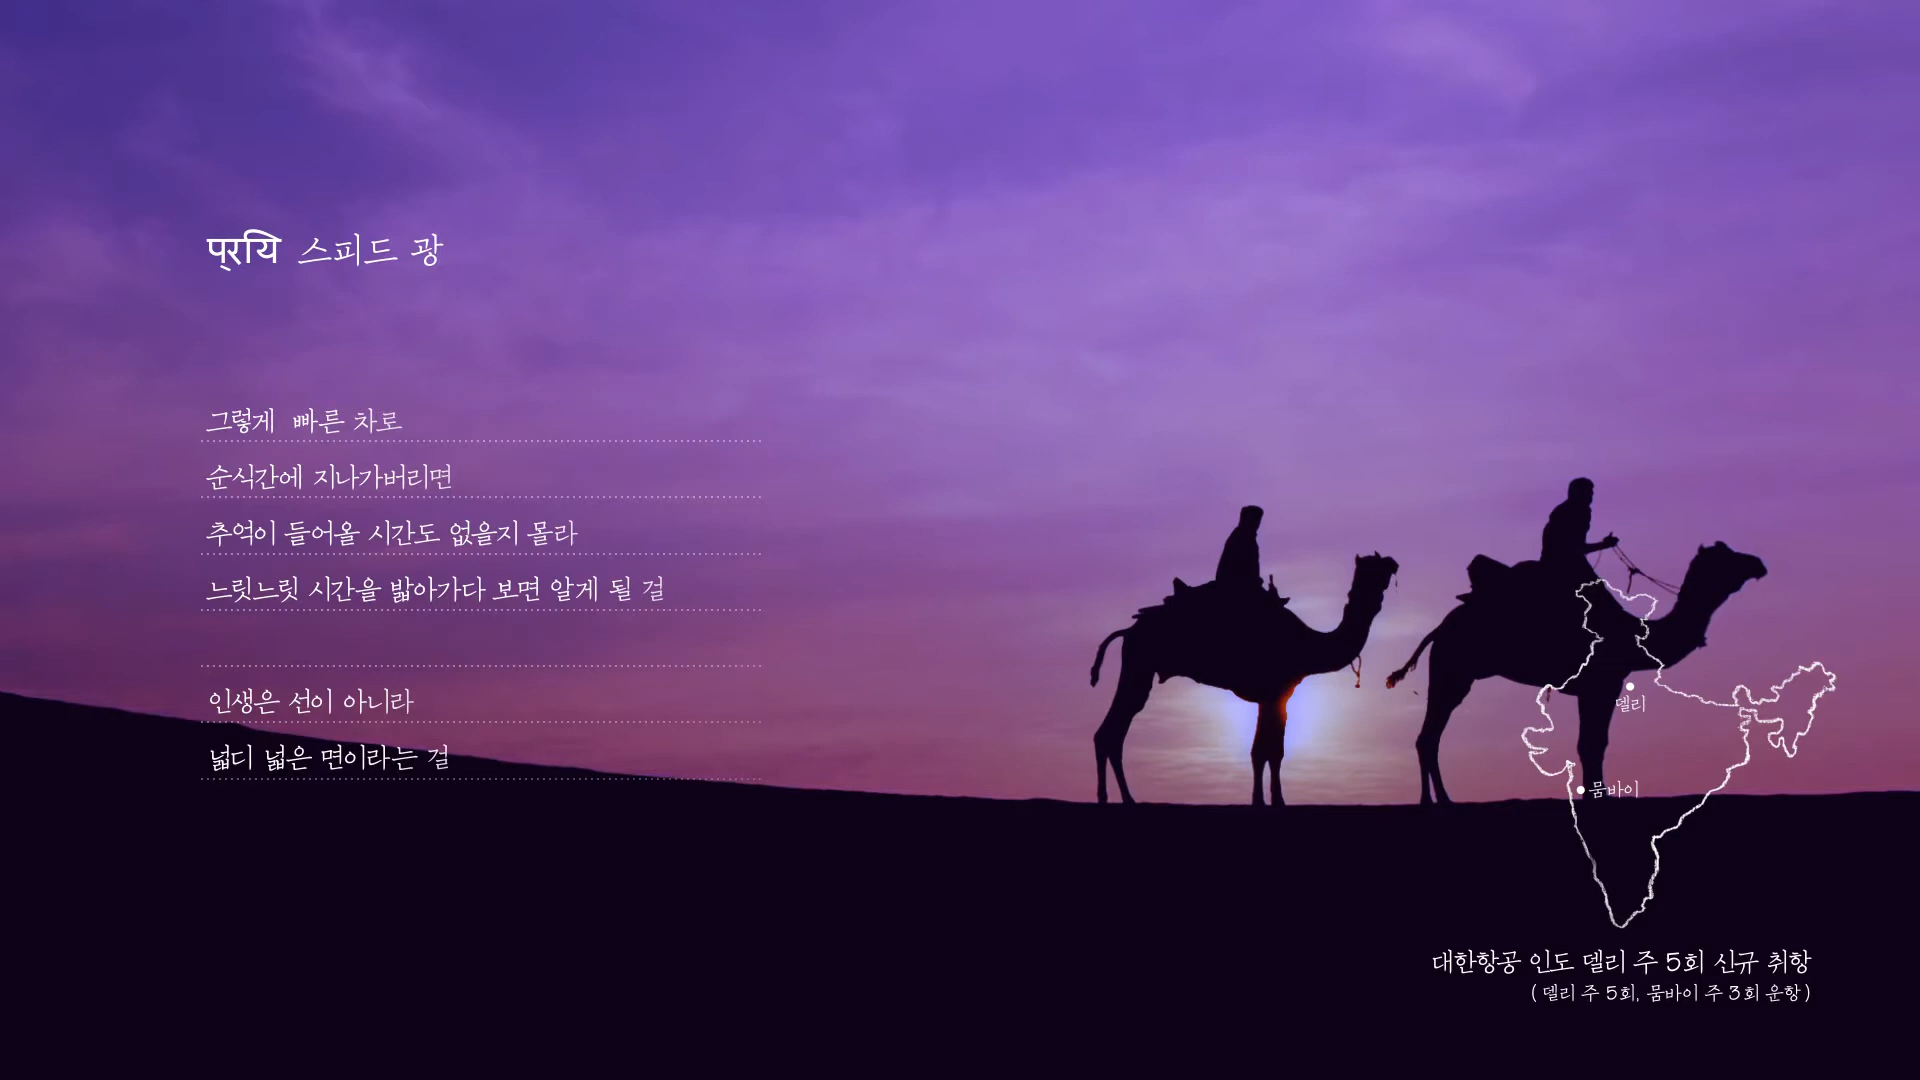 प्रयि 스피드 광
그렇게 빠른 차로
순식간에 지나가버리면
추억이 들어올 시간도 없을지 몰라
느릿느릿 시간을 밟아가다 보면 알게 될 걸
인생은 선이 아니라
넓디 넓은 면이라는 걸
델리
뭄바이
대한항공 인도 델리 주 5회 신규 취항
( 델리 주 5회, 뭄바이 주 3회 운항 )